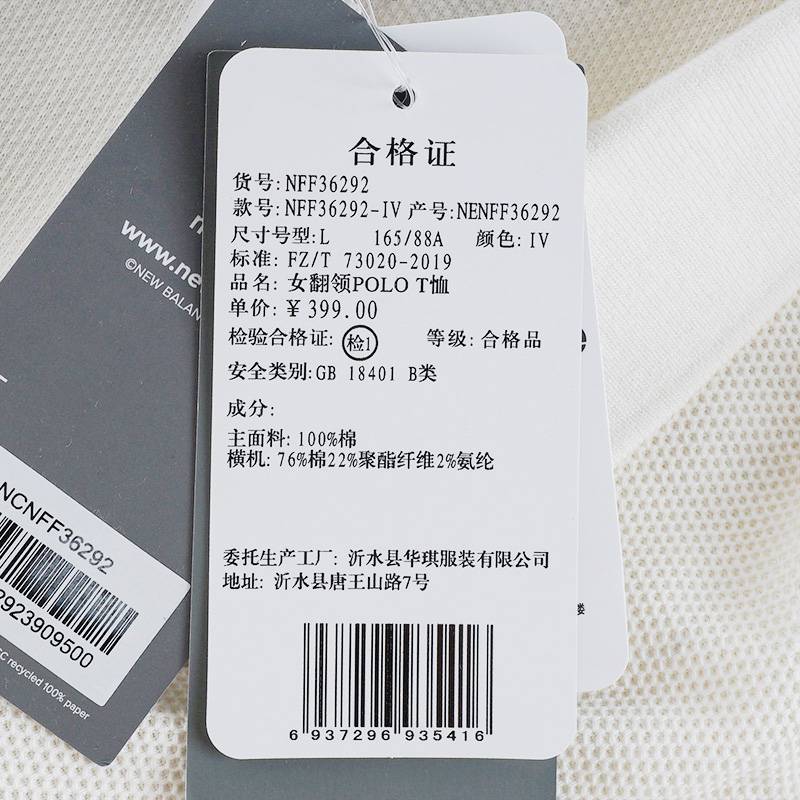 合格证
货号:NFF36292
款号:NFF36292-IV 产号:NENFF36292
尺寸号型:L 165/88A 颜色:IV
标准: FZ/T 73020-2019
品名: 女翻领POLO T恤
单价:￥399.00
检验合格证: 检1 等级:合格品
安全类别:GB 18401 B类
成分:
主面料: 100%棉
横机: 76%棉22%聚酯纤维2%氨纶
委托生产工厂: 沂水县华琪服装有限公司
地址: 沂水县唐王山路7号
6 937296 935416
www.ne
©NEW BALAN
NCNFF36292
2923909500
recycled 100% paper